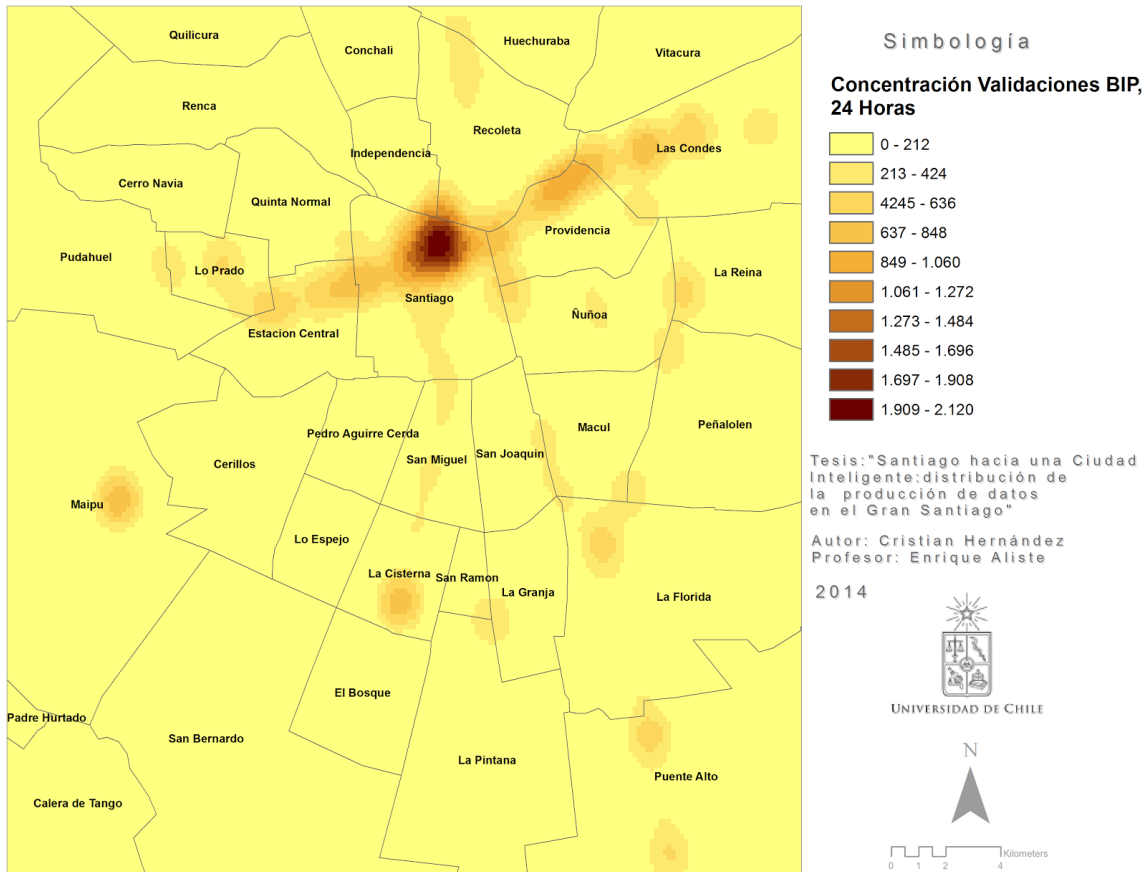 Quilicura
Conchali
Huechuraba
Vitacura
Renca
Recoleta
Independencia
Las Condes
Cerro Navia
Quinta Normal
Providencia
Pudahuel
Lo Prado
La Reina
Santiago
Ñuñoa
Estacion Central
Pedro Aguirre Cerda
Macul
Peñalolen
Cerillos
San Miguel
San Joaquin
Maipu
Lo Espejo
La Cisterna
San Ramon
La Granja
La Florida
El Bosque
Padre Hurtado
San Bernardo
La Pintana
Puente Alto
Calera de Tango
Simbología
Concentración Validaciones BIP,
24 Horas
0 - 212
213 - 424
4245 - 636
637 - 848
849 - 1.060
1.061 - 1.272
1.273 - 1.484
1.485 - 1.696
1.697 - 1.908
1.909 - 2.120
Tesis:"Santiago hacia una Ciudad
Inteligente:distribución de
la producción de datos
en el Gran Santiago"
Autor: Cristian Hernández
Profesor: Enrique Aliste
2014
UNIVERSIDAD DE CHILE
N
Kilometers
0 1 2 4